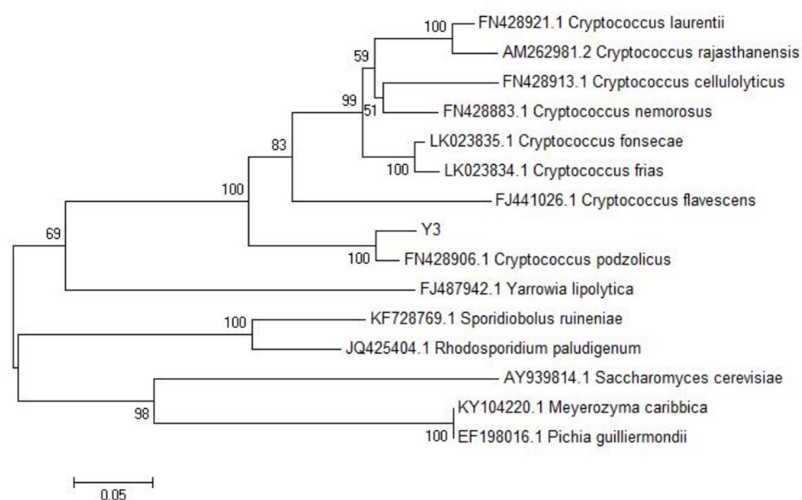 FN428921.1 Cryptococcus laurentii
100
AM262981.2 Cryptococcus rajasthanensis
59
FN428913.1 Cryptococcus cellulolyticus
99
51
FN428883.1 Cryptococcus nemorosus
LK023835.1 Cryptococcus fonsecae
83
100
LK023834.1 Cryptococcus frias
100
FJ441026.1 Cryptococcus flavescens
Y3
69
100
FN428906.1 Cryptococcus podzolicus
FJ487942.1 Yarrowia lipolytica
KF728769.1 Sporidiobolus ruineniae
100
JQ425404.1 Rhodosporidium paludigenum
AY939814.1 Saccharomyces cerevisiae
98
KY104220.1 Meyerozyma caribbica
100
EF198016.1 Pichia guilliermondii
0.05